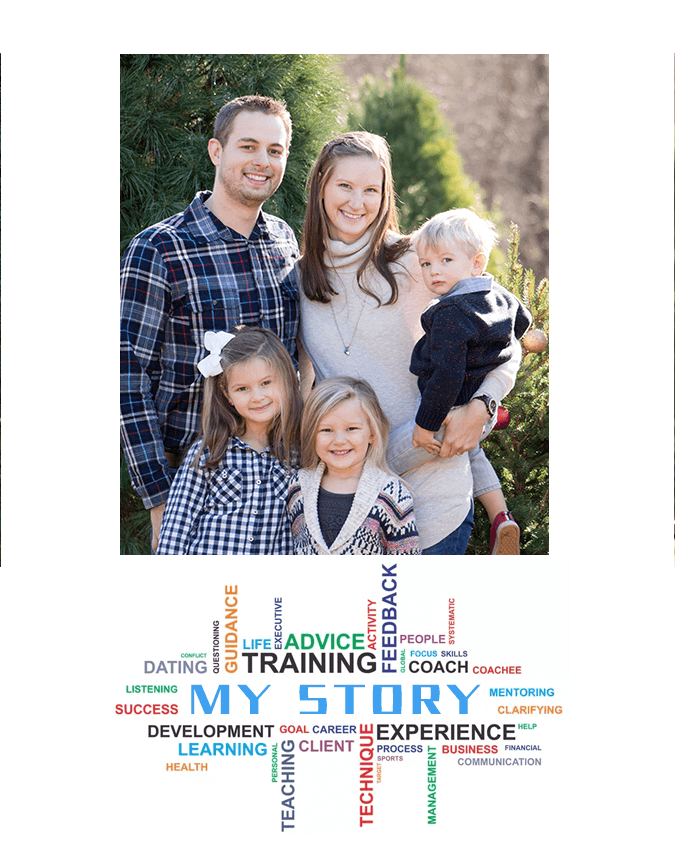 FEEDBACK
GUIDANCE
EXECUTIVE
SYSTEMATIC
ACTIVITY
QUESTIONING
LIFE ADVICE PEOPLE
CONFLICT GLOBAL FOCUS SKILLS
DATING TRAINING COACH COACHEE
LISTENING MENTORING
SUCCESS MY STORY CLARIFYING
DEVELOPMENT GOAL CAREER EXPERIENCE HELP
LEARNING CLIENT PROCESS BUSINESS FINANCIAL
PERSONAL TECHNIQUE SPORTS COMMUNICATION
HEALTH TEACHING TARGET MANAGEMENT